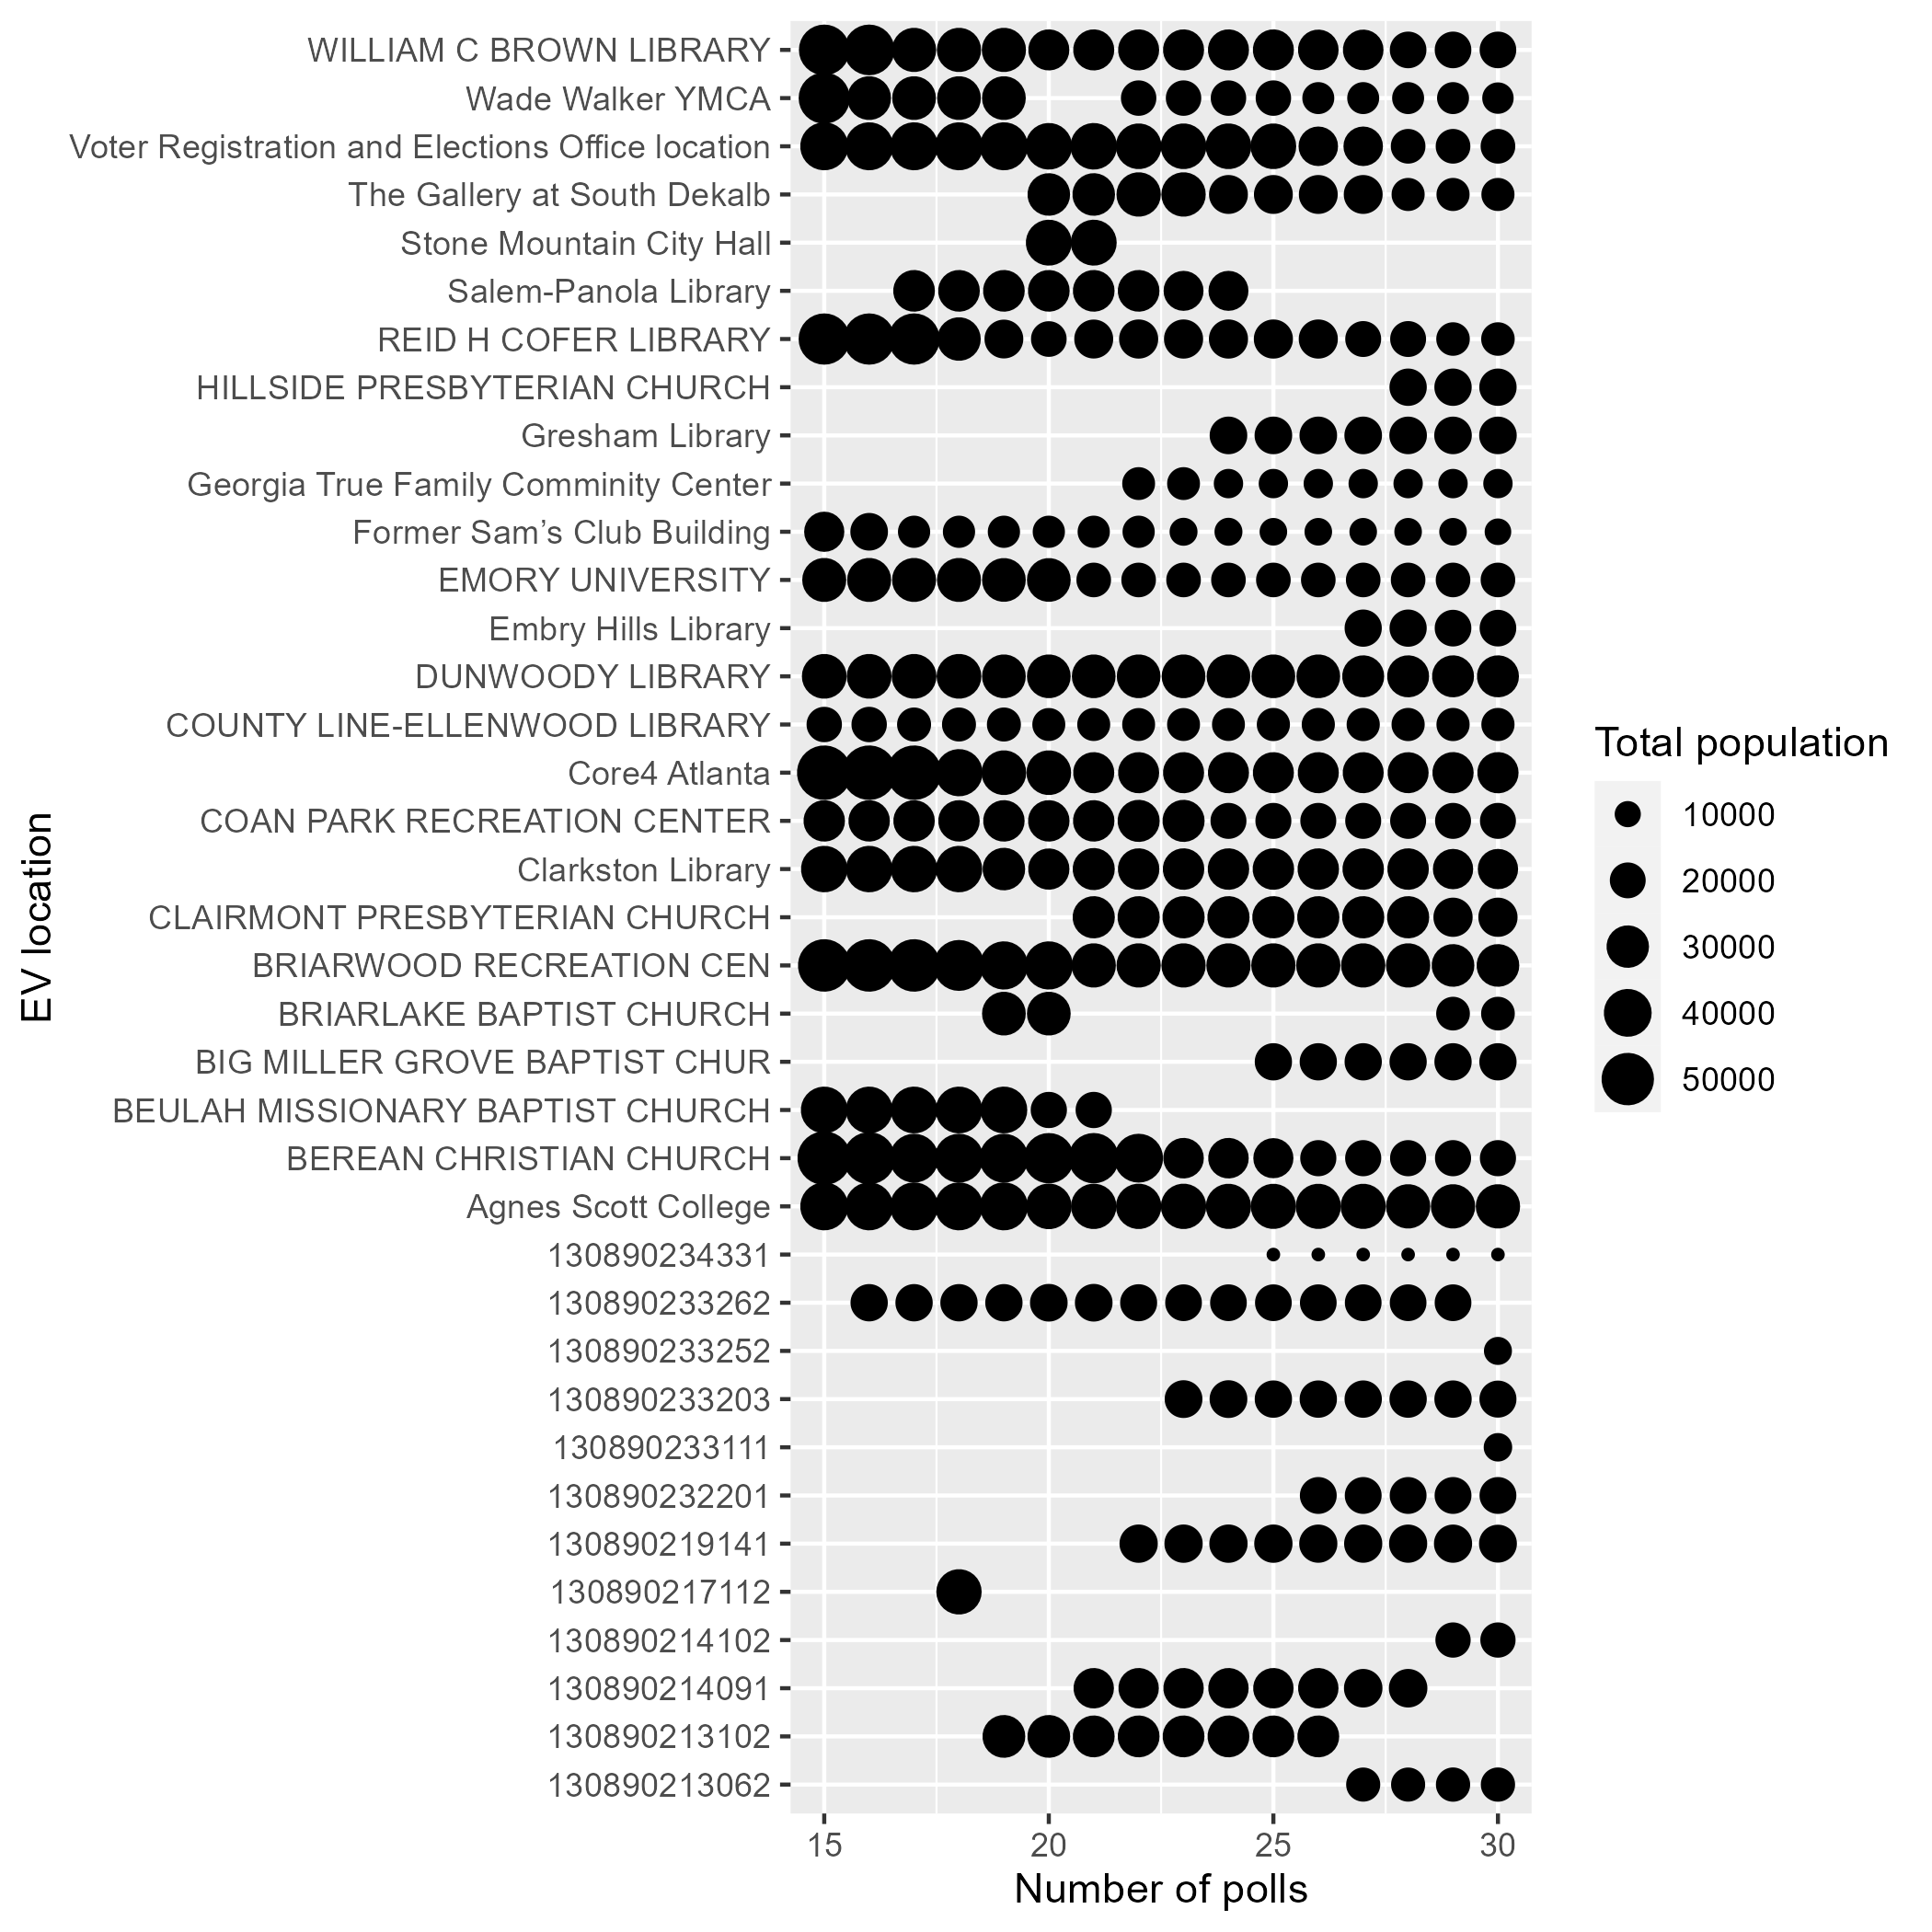 WILLIAM C BROWN LIBRARY
Wade Walker YMCA
Voter Registration and Elections Office location
The Gallery at South Dekalb
Stone Mountain City Hall
Salem-Panola Library
REID H COFER LIBRARY
HILLSIDE PRESBYTERIAN CHURCH
Gresham Library
Georgia True Family Comminity Center
Former Sam’s Club Building
EMORY UNIVERSITY
Embry Hills Library
DUNWOODY LIBRARY
COUNTY LINE-ELLENWOOD LIBRARY
Core4 Atlanta
COAN PARK RECREATION CENTER
Clarkston Library
CLAIRMONT PRESBYTERIAN CHURCH
BRIARWOOD RECREATION CEN
BRIARLAKE BAPTIST CHURCH
BIG MILLER GROVE BAPTIST CHUR
BEULAH MISSIONARY BAPTIST CHURCH
BEREAN CHRISTIAN CHURCH
Agnes Scott College
130890234331
130890233262
130890233252
130890233203
130890233111
130890232201
130890219141
130890217112
130890214102
130890214091
130890213102
130890213062
EV location
15 20 25 30
Number of polls
Total population
10000
20000
30000
40000
50000